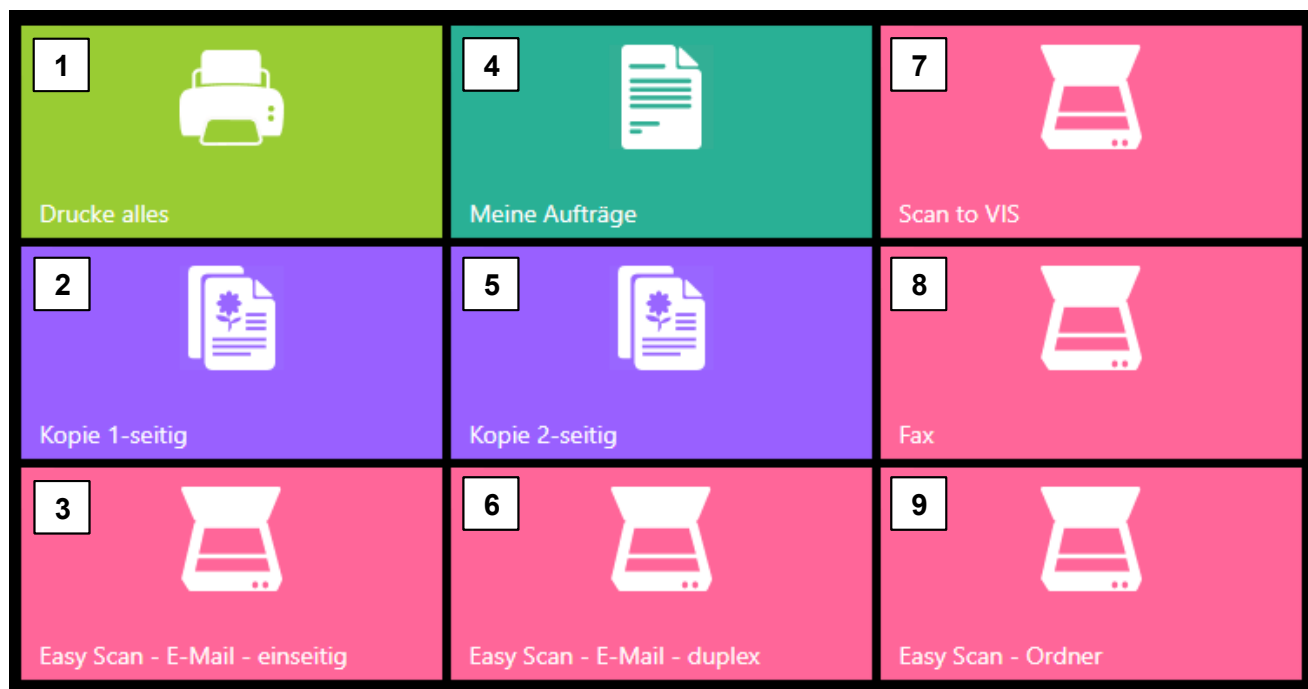 1
4
7
Drucke alles
Meine Aufträge
Scan to VIS
2
5
8
Kopie 1-seitig
Kopie 2-seitig
Fax
3
6
9
Easy Scan - E-Mail - einseitig
Easy Scan - E-Mail - duplex
Easy Scan - Ordner